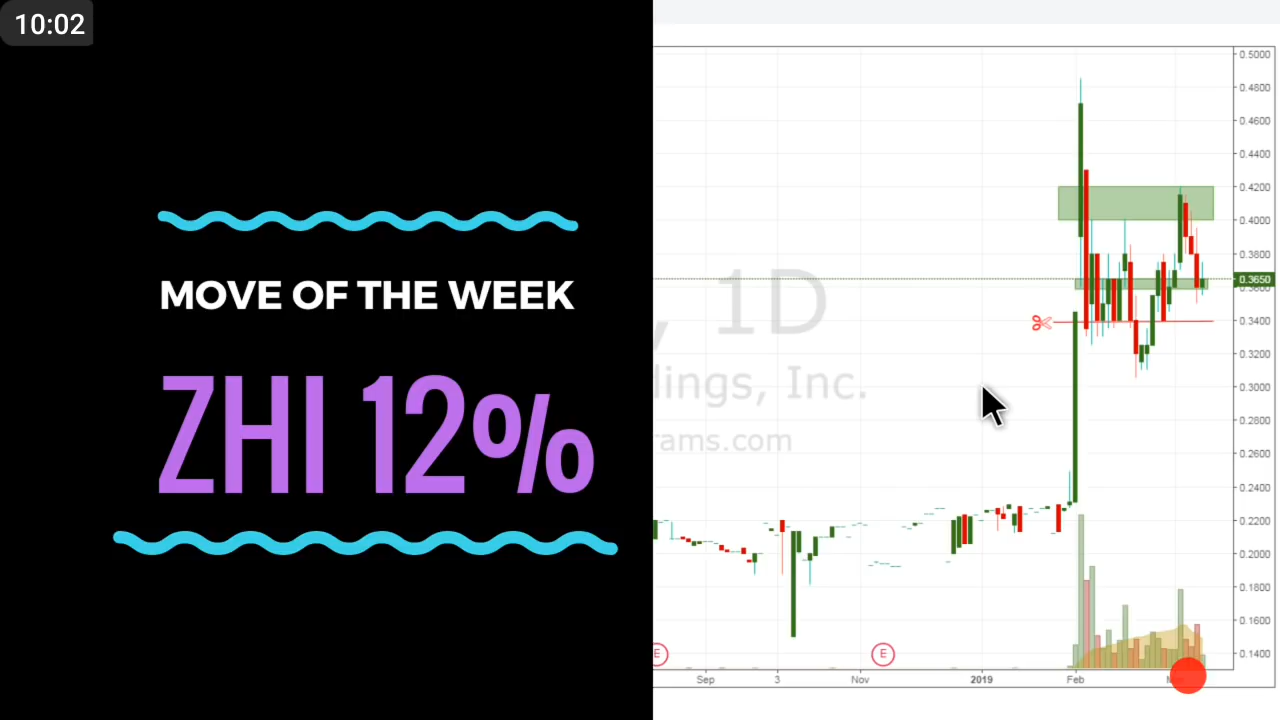 10:02
MOVE OF THE WEEK
ZHI 12%
, 1D
lings, Inc.
rams.com
0.5000
0.4800
0.4600
0.4400
0.4200
0.4000
0.3800
0.3650
0.3400
0.3200
0.3000
0.2800
0.2600
0.2400
0.2200
0.2000
0.1800
0.1600
0.1400
E
E
Sep
3
Nov
2019
Feb